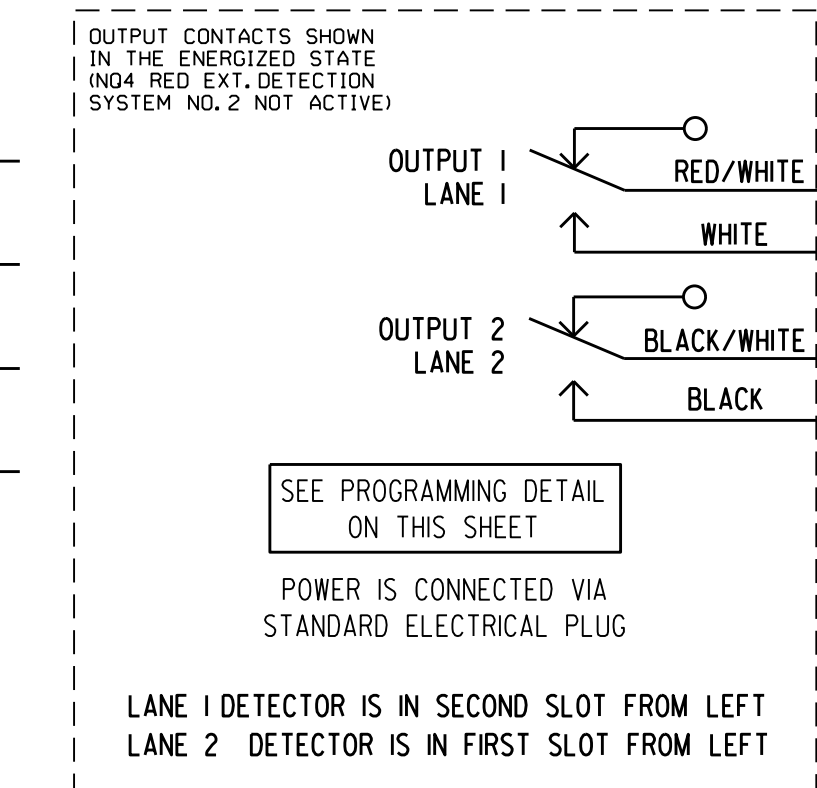 OUTPUT CONTACTS SHOWN
IN THE ENERGIZED STATE
(NQ4 RED EXT. DETECTION
SYSTEM NO. 2 NOT ACTIVE)
OUTPUT 1
LANE 1
RED/WHITE
WHITE
OUTPUT 2
LANE 2
BLACK/WHITE
BLACK
SEE PROGRAMMING DETAIL
ON THIS SHEET
POWER IS CONNECTED VIA
STANDARD ELECTRICAL PLUG
LANE 1 DETECTOR IS IN SECOND SLOT FROM LEFT
LANE 2 DETECTOR IS IN FIRST SLOT FROM LEFT